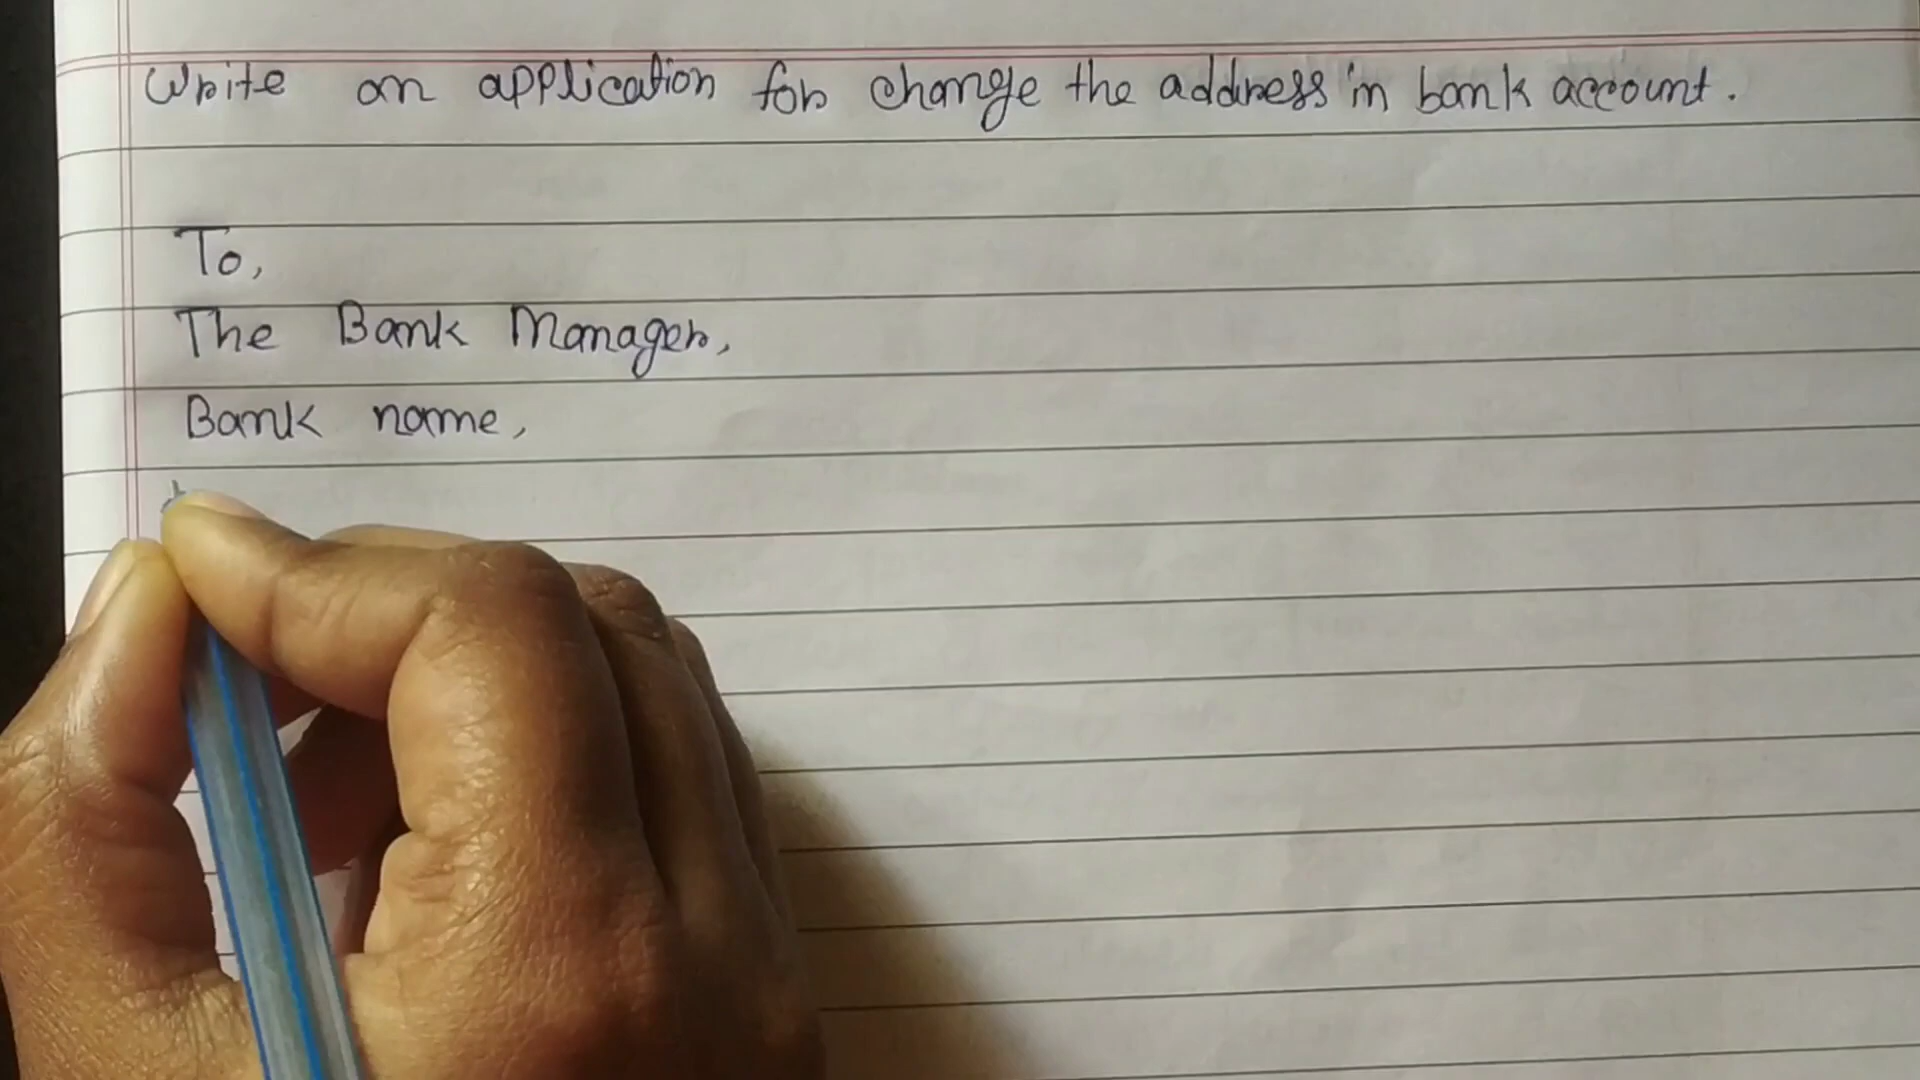 Write an application for change the address in bank account.
To,
The Bank Manager,
Bank name,